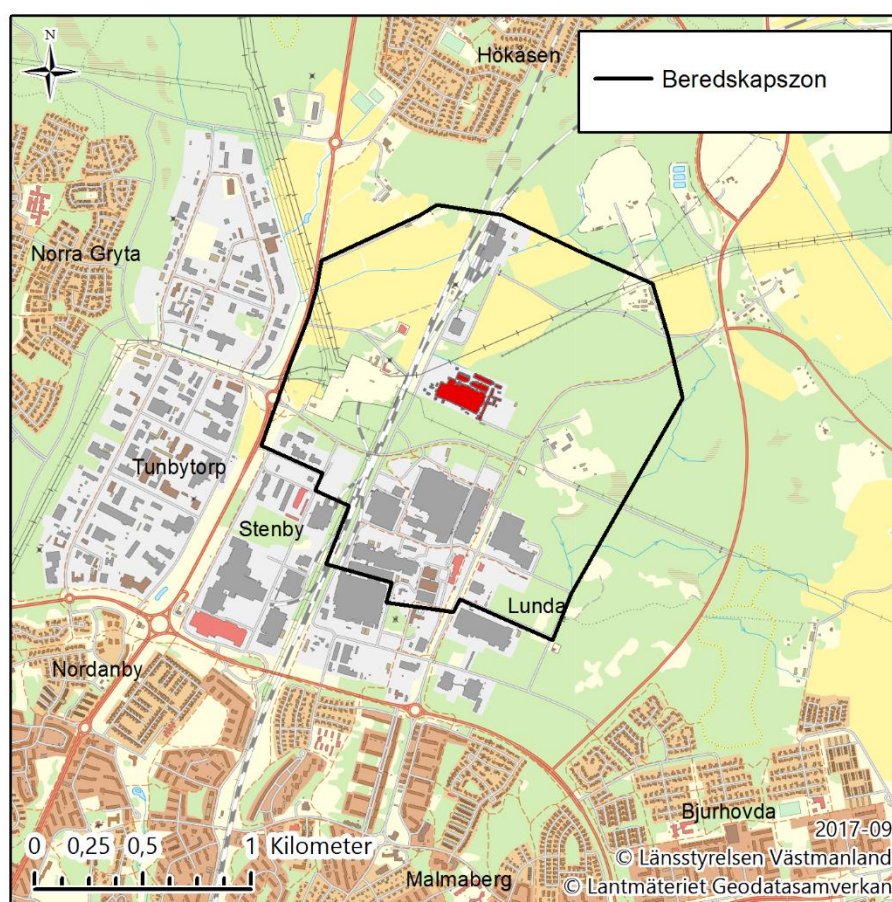 N
Hökåsen
Beredskapszon
Norra Gryta
Tunbytorp
Stenby
Lunda
Nordanby
Bjurhovda
2017-09
0 0,25 0,5 1 Kilometer
© Länsstyrelsen Västmanland
Malmaberg
© Lantmäteriet Geodatasamverkan